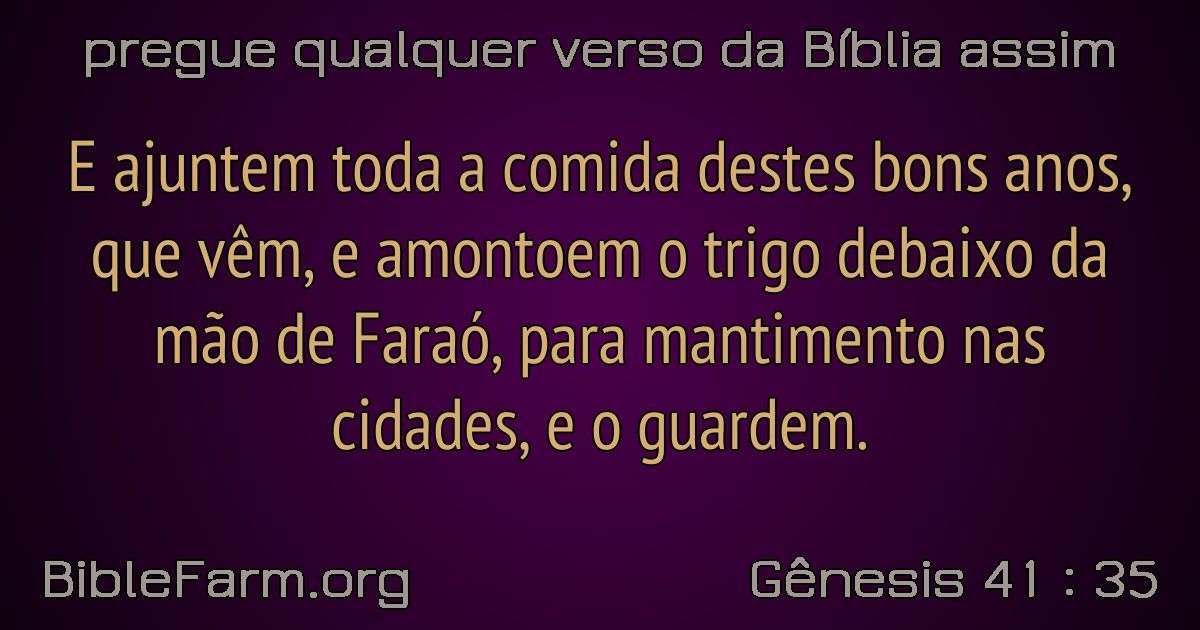 pregue qualquer verso da Bíblia assim
E ajuntem toda a comida destes bons anos,
que vêm, e amontoem o trigo debaixo da
mão de Faraó, para mantimento nas
cidades, e o guardem.
BibleFarm.org
Gênesis 41 : 35